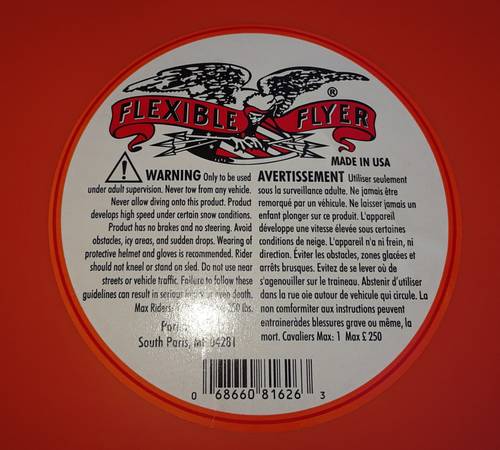 FLEXIBLE FLYER ®
MADE IN USA
WARNING Only to be used
under adult supervision. Never tow from any vehicle.
Never allow diving onto this product. Product
develops high speed under certain snow conditions.
Product has no brakes and no steering. Avoid
obstacles, icy areas, and sudden drops. Wearing of
protective helmet and gloves is recommended. Rider
should not kneel or stand on sled. Do not use near
streets or vehicle traffic. Failure to follow these
guidelines can result in serious injury or even death.
Max Riders: 250 lbs.
South Paris, ME 04281
AVERTISSEMENT Utiliser seulement
sous la surveillance adulte. Ne jamais être
remorqué par un véhicule. Ne laisser jamais un
enfant plonger sur ce produit. L'appareil
développe une vitesse élevée sous certaines
conditions de neige. L'appareil n'a ni frein, ni
direction. Éviter les obstacles, zones glacées et
arrêts brusques. Evitez de se lever où de
s'agenouiller sur le traineau. Abstenir d'utiliser
dans la rue oie autour de vehicule qui circule. La
non comformiter aux instructions peuvent
entraineràdes blessures grave ou même, la
mort. Cavaliers Max: 1 Max £ 250
0 68660 81626 3